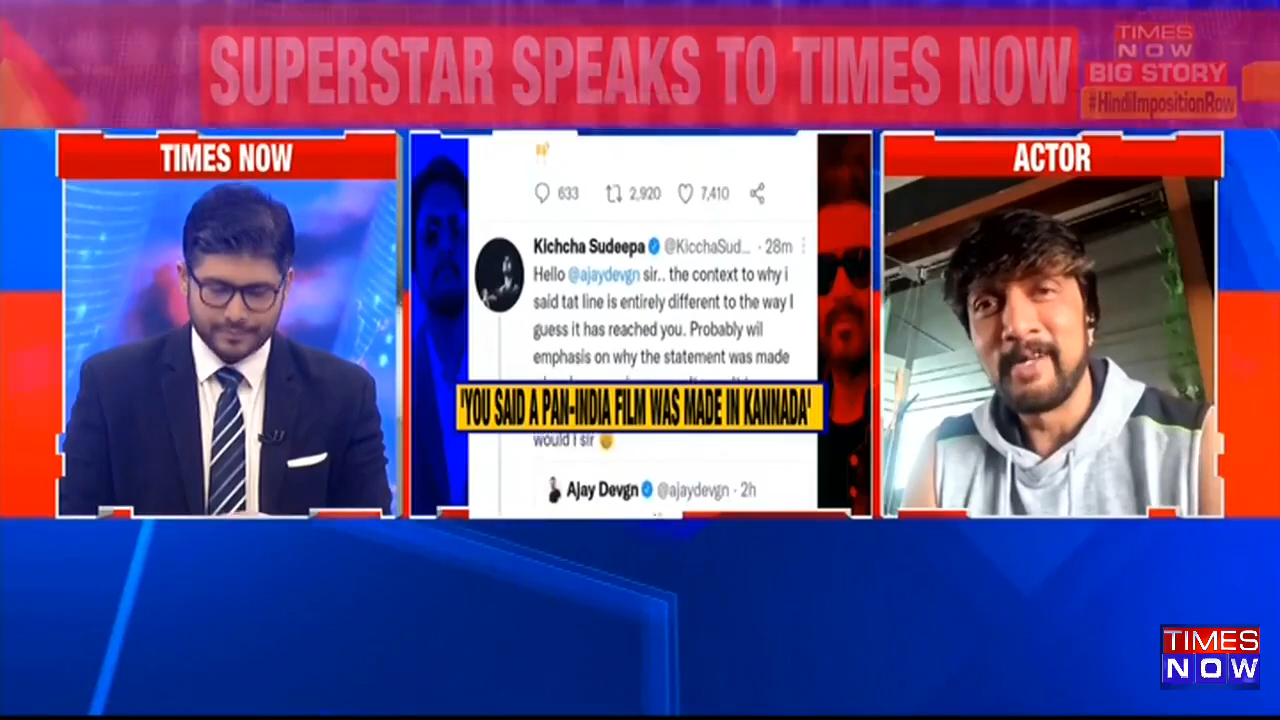 SUPERSTAR SPEAKS TO TIMES NOW
TIMES
NOW
BIG STORY
#HindiImpositionRow
TIMES NOW
633 2,920 7,410
Kichcha Sudeepa @KicchaSud... · 28m
Hello @ajaydevgn sir.. the context to why i
said tat line is entirely different to the way I
guess it has reached you. Probably wil
emphasis on why the statement was made
'YOU SAID A PAN-INDIA FILM WAS MADE IN KANNADA'
would I sir
Ajay Devgn @ajaydevgn · 2h
ACTOR
TIMES
NOW